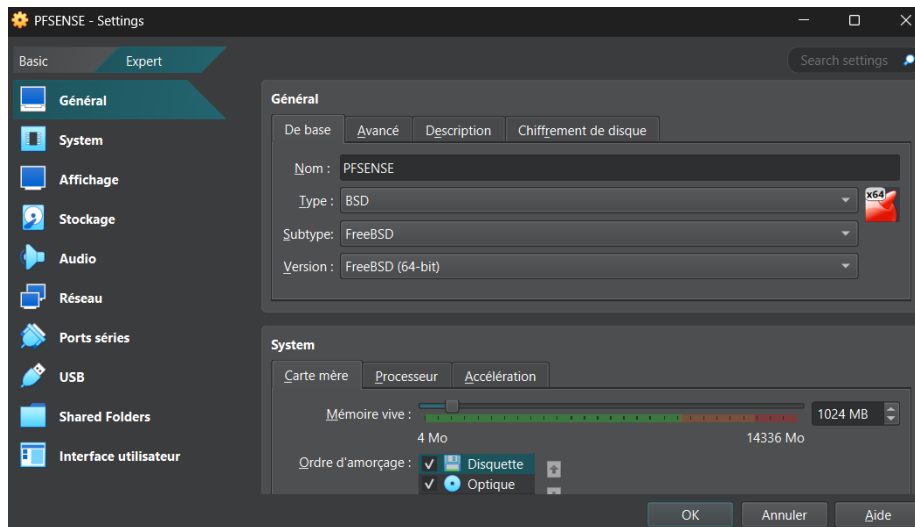 PFSENSE - Settings
Basic Expert Search settings
Général
System
Affichage
Stockage
Audio
Réseau
Ports séries
USB
Shared Folders
Interface utilisateur
Général
De base Avancé Description Chiffrement de disque
Nom : PFSENSE
Type : BSD
x64
Subtype: FreeBSD
Version : FreeBSD (64-bit)
System
Carte mère Processeur Accélération
Mémoire vive : 1024 MB
4 Mo 14336 Mo
Ordre d'amorçage : Disquette
Optique
OK Annuler Aide